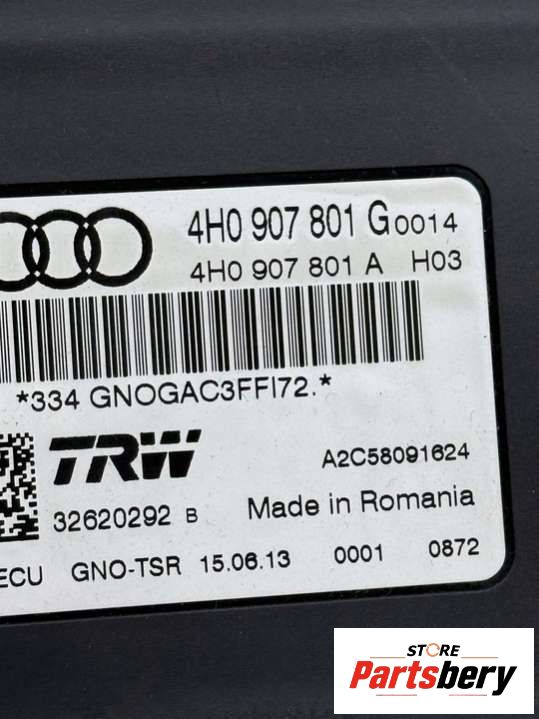 4H0 907 801 G 0014
4H0 907 801 A H03
*334 GNOGAC3FFI72.*
TRW
A2C58091624
32620292 B
Made in Romania
ECU GNO-TSR 15.06.13 0001 0872
STORE
Partsbery